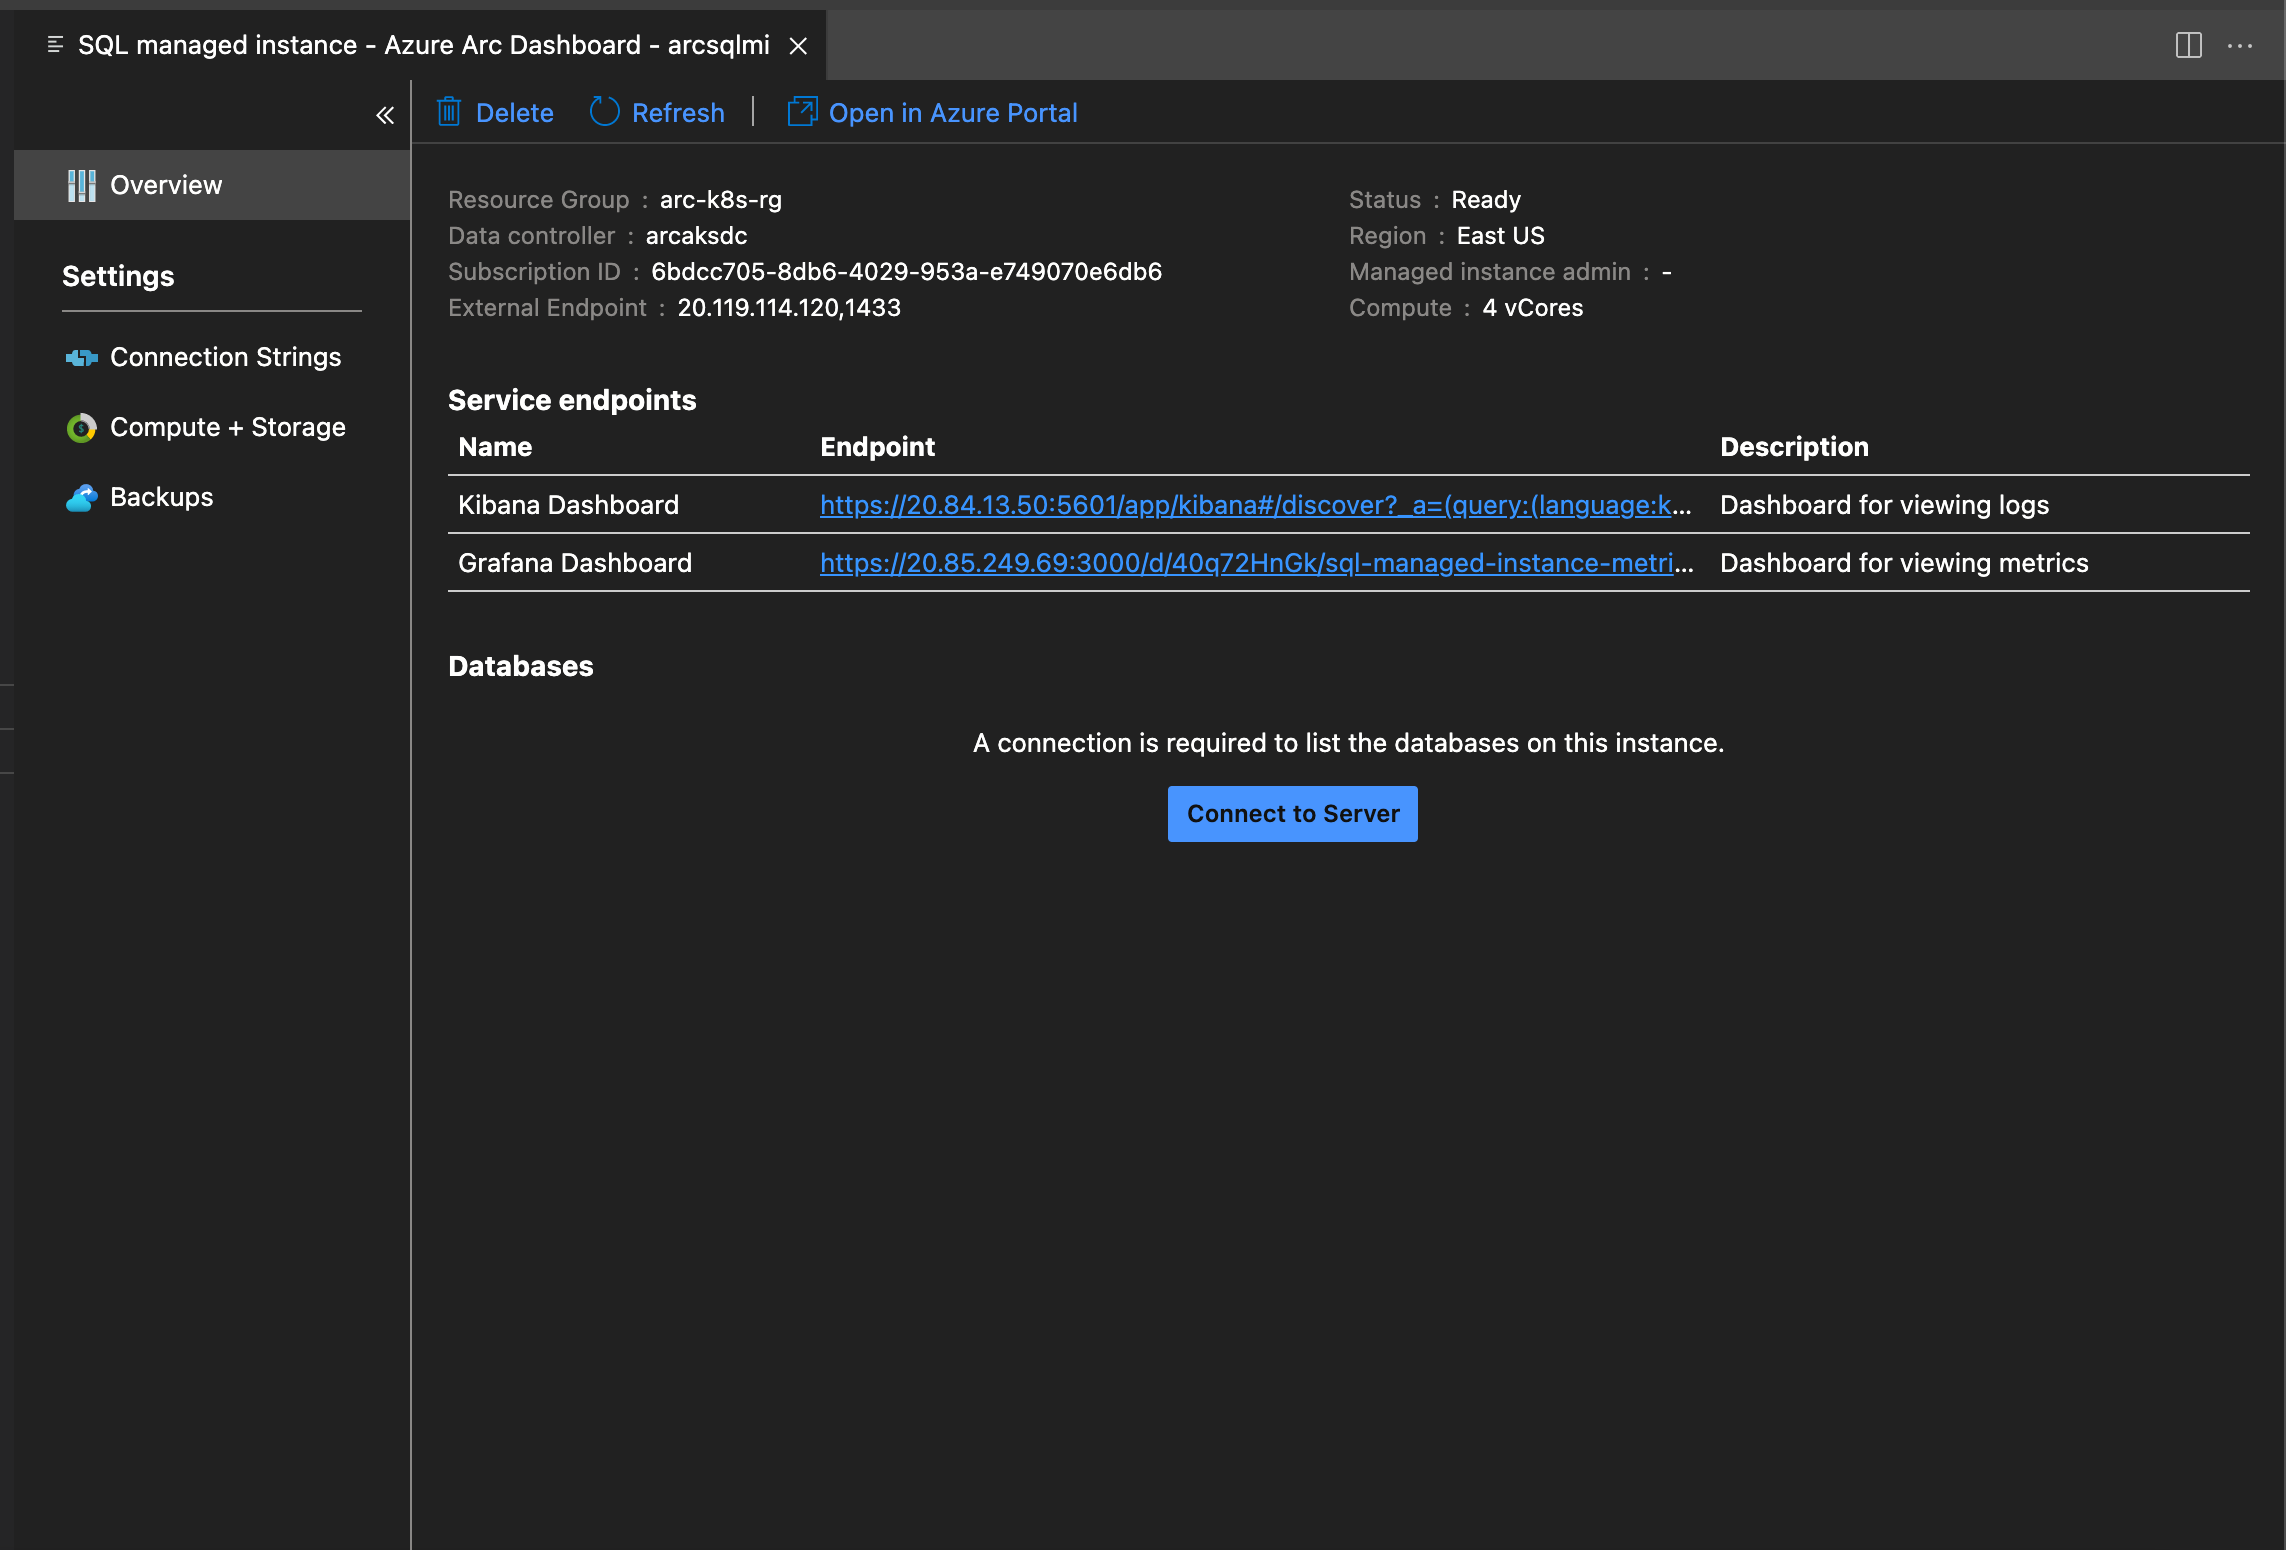 SQL managed instance - Azure Arc Dashboard - arcsqlmi
Delete Refresh Open in Azure Portal
Overview
Settings
Connection Strings
Compute + Storage
Backups
Resource Group : arc-k8s-rg
Data controller : arcaksdc
Subscription ID : 6bdcc705-8db6-4029-953a-e749070e6db6
External Endpoint : 20.119.114.120,1433
Status : Ready
Region : East US
Managed instance admin : -
Compute : 4 vCores
Service endpoints
Name Endpoint Description
Kibana Dashboard https://20.84.13.50:5601/app/kibana#/discover?_a=(query:(language:k... Dashboard for viewing logs
Grafana Dashboard https://20.85.249.69:3000/d/40q72HnGk/sql-managed-instance-metri... Dashboard for viewing metrics
Databases
A connection is required to list the databases on this instance.
Connect to Server